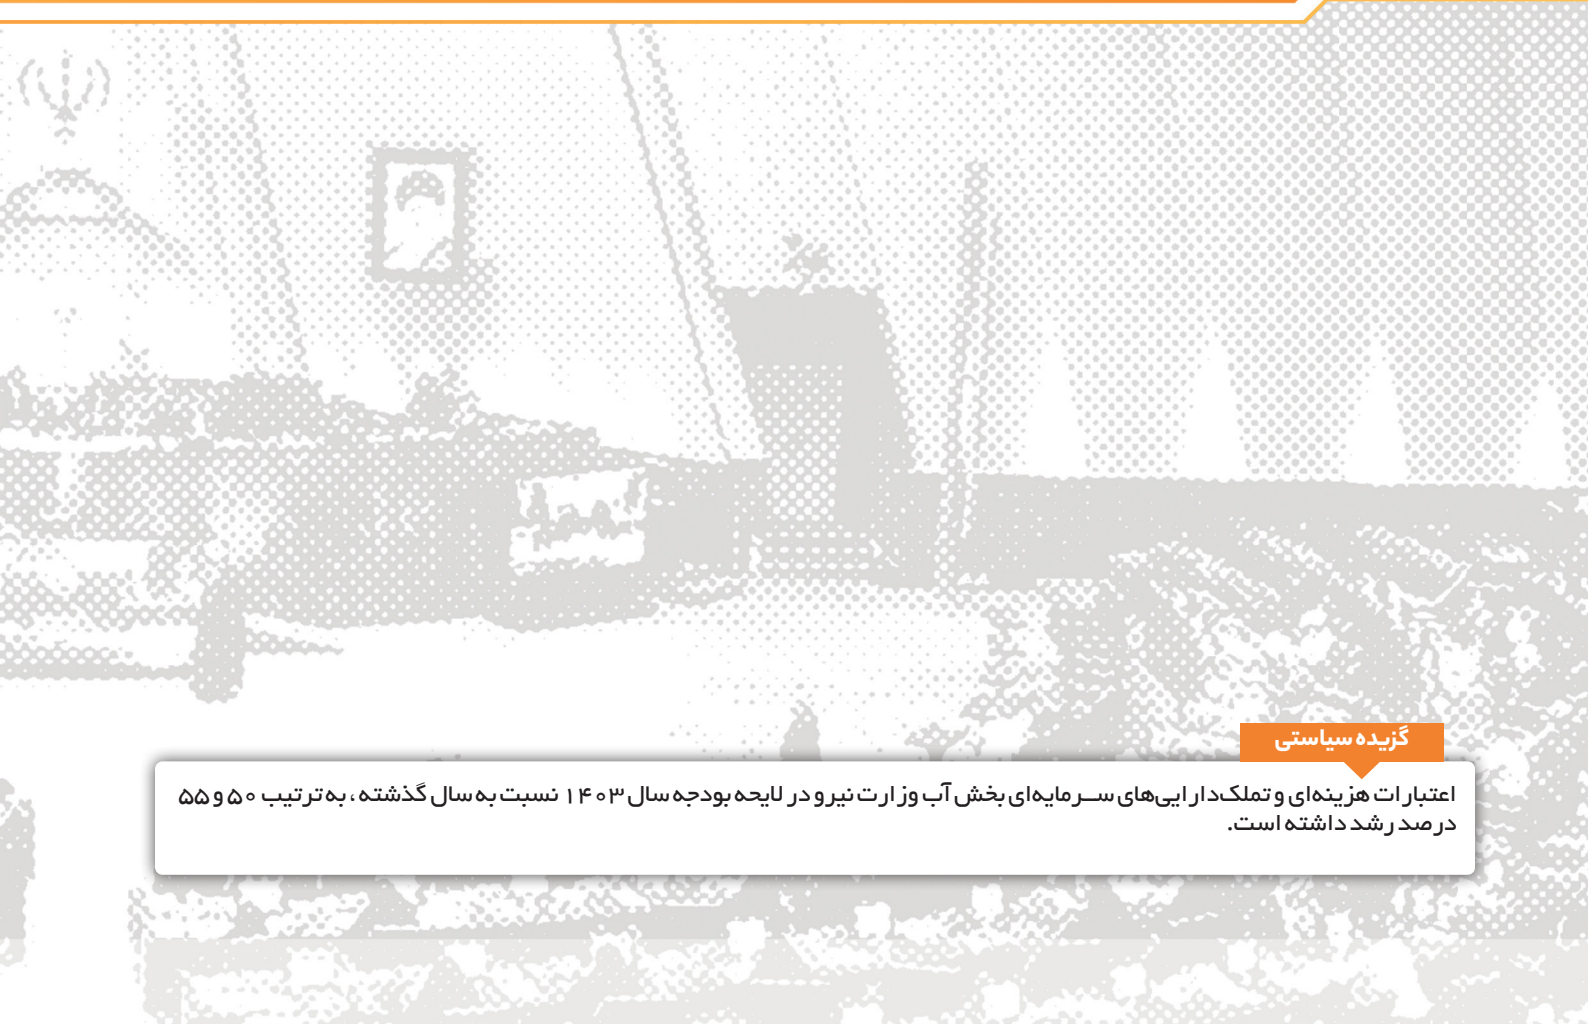 گزیده سیاستی
اعتبارات هزینه‌ای و تملک‌دارایی‌های سـرمایه‌ای بخش آب وزارت نیرو در لایحه بودجه سال ۱۴۰۳ نسبت به سال گذشته، به ترتیب ۵۰ و ۵۵
درصد رشد داشته است.